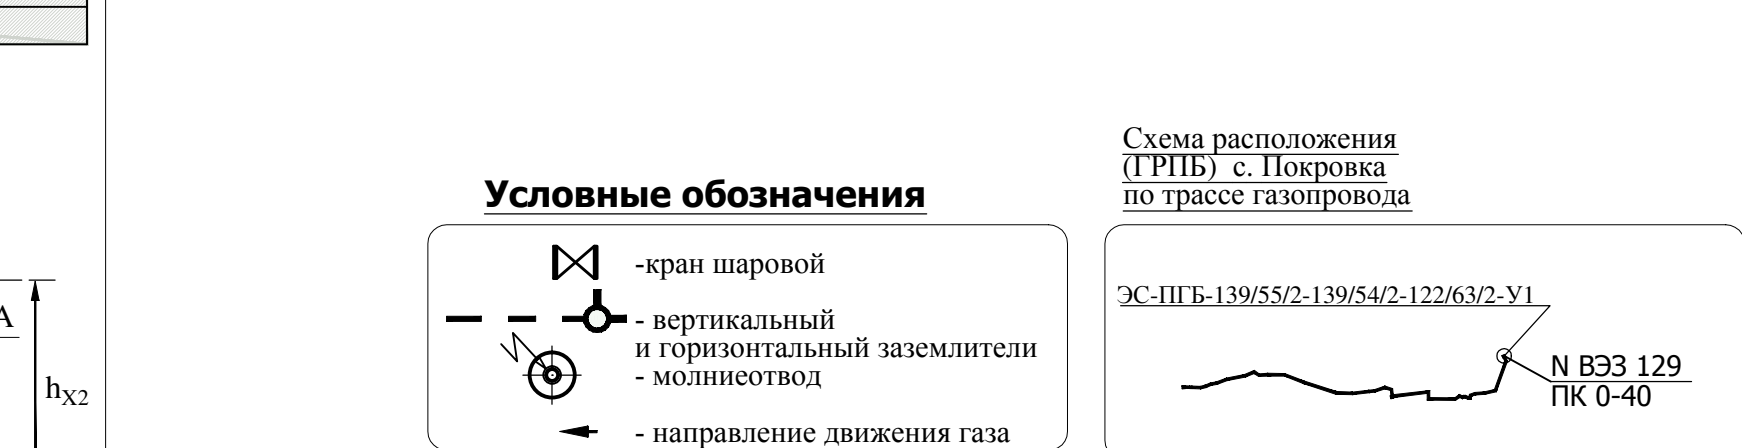 Схема расположения
(ГРПБ) с. Покровка
по трассе газопровода
Условные обозначения
-кран шаровой
- вертикальный
и горизонтальный заземлители
- молниеотвод
- направление движения газа
ЭС-ПГБ-139/55/2-139/54/2-122/63/2-У1
N ВЭЗ 129
ПК 0-40
А
hX2